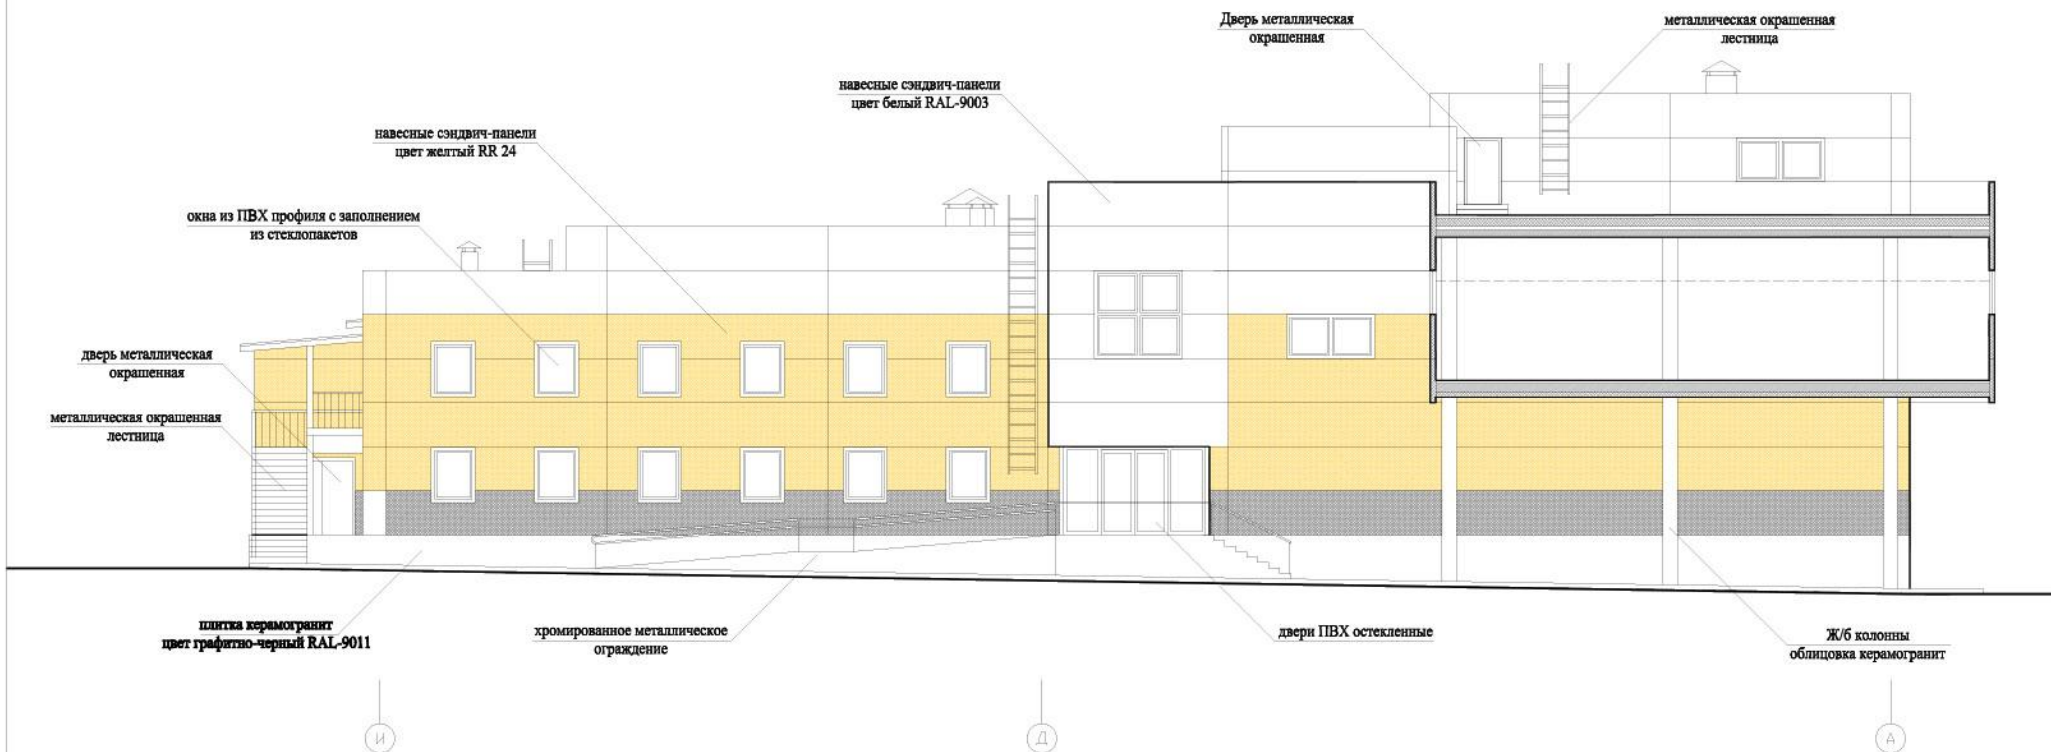 Дверь металлическая
окрашенная
металлическая окрашенная
лестница
навесные сэндвич-панели
цвет белый RAL-9003
навесные сэндвич-панели
цвет желтый RR 24
окна из ПВХ профиля с заполнением
из стеклопакетов
дверь металлическая
окрашенная
металлическая окрашенная
лестница
плитка керамогранит
цвет графитно-черный RAL-9011
хромированное металлическое
ограждение
двери ПВХ остекленные
Ж/б колонны
облицовка керамогранит
И
Д
А